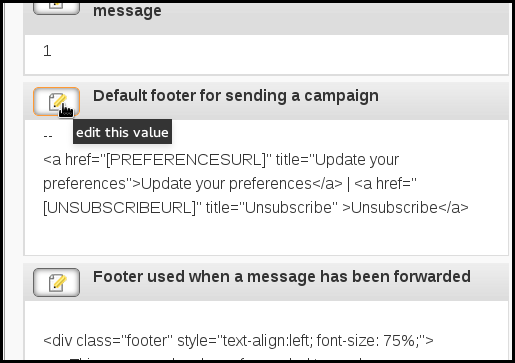 message
1
Default footer for sending a campaign
edit this value
--
<a href="[PREFERENCESURL]" title="Update your
preferences">Update your preferences</a> | <a href="
[UNSUBSCRIBEURL]" title="Unsubscribe" >Unsubscribe</a>
Footer used when a message has been forwarded
<div class="footer" style="text-align:left; font-size: 75%;">